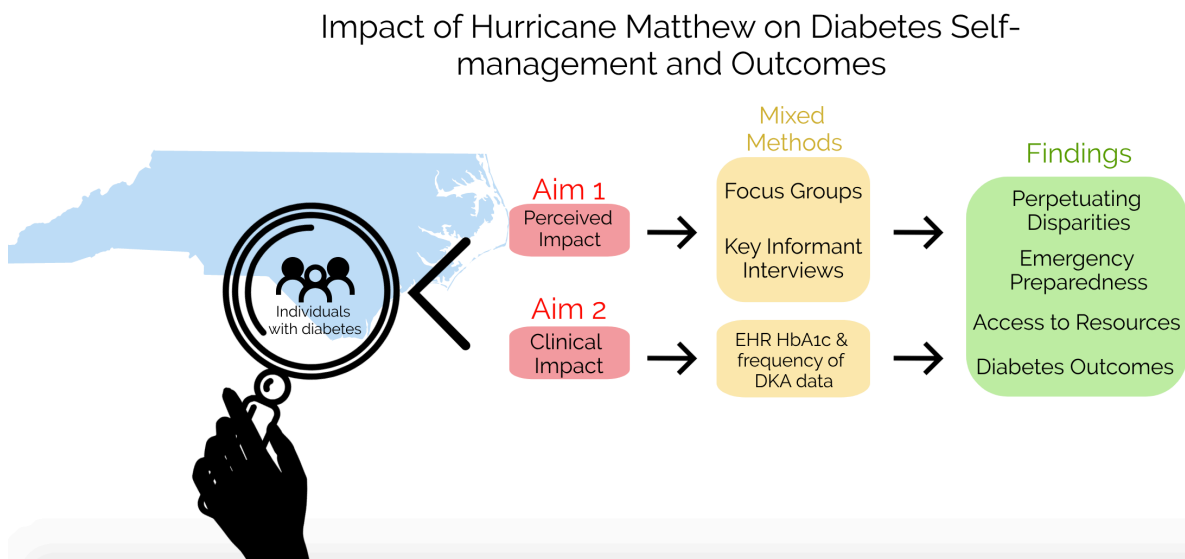 Impact of Hurricane Matthew on Diabetes Self-
management and Outcomes
Individuals
with diabetes
Aim 1
Perceived
Impact
Aim 2
Clinical
Impact
Mixed
Methods
Focus Groups
Key Informant
Interviews
EHR HbA1c &
frequency of
DKA data
Findings
Perpetuating
Disparities
Emergency
Preparedness
Access to Resources
Diabetes Outcomes